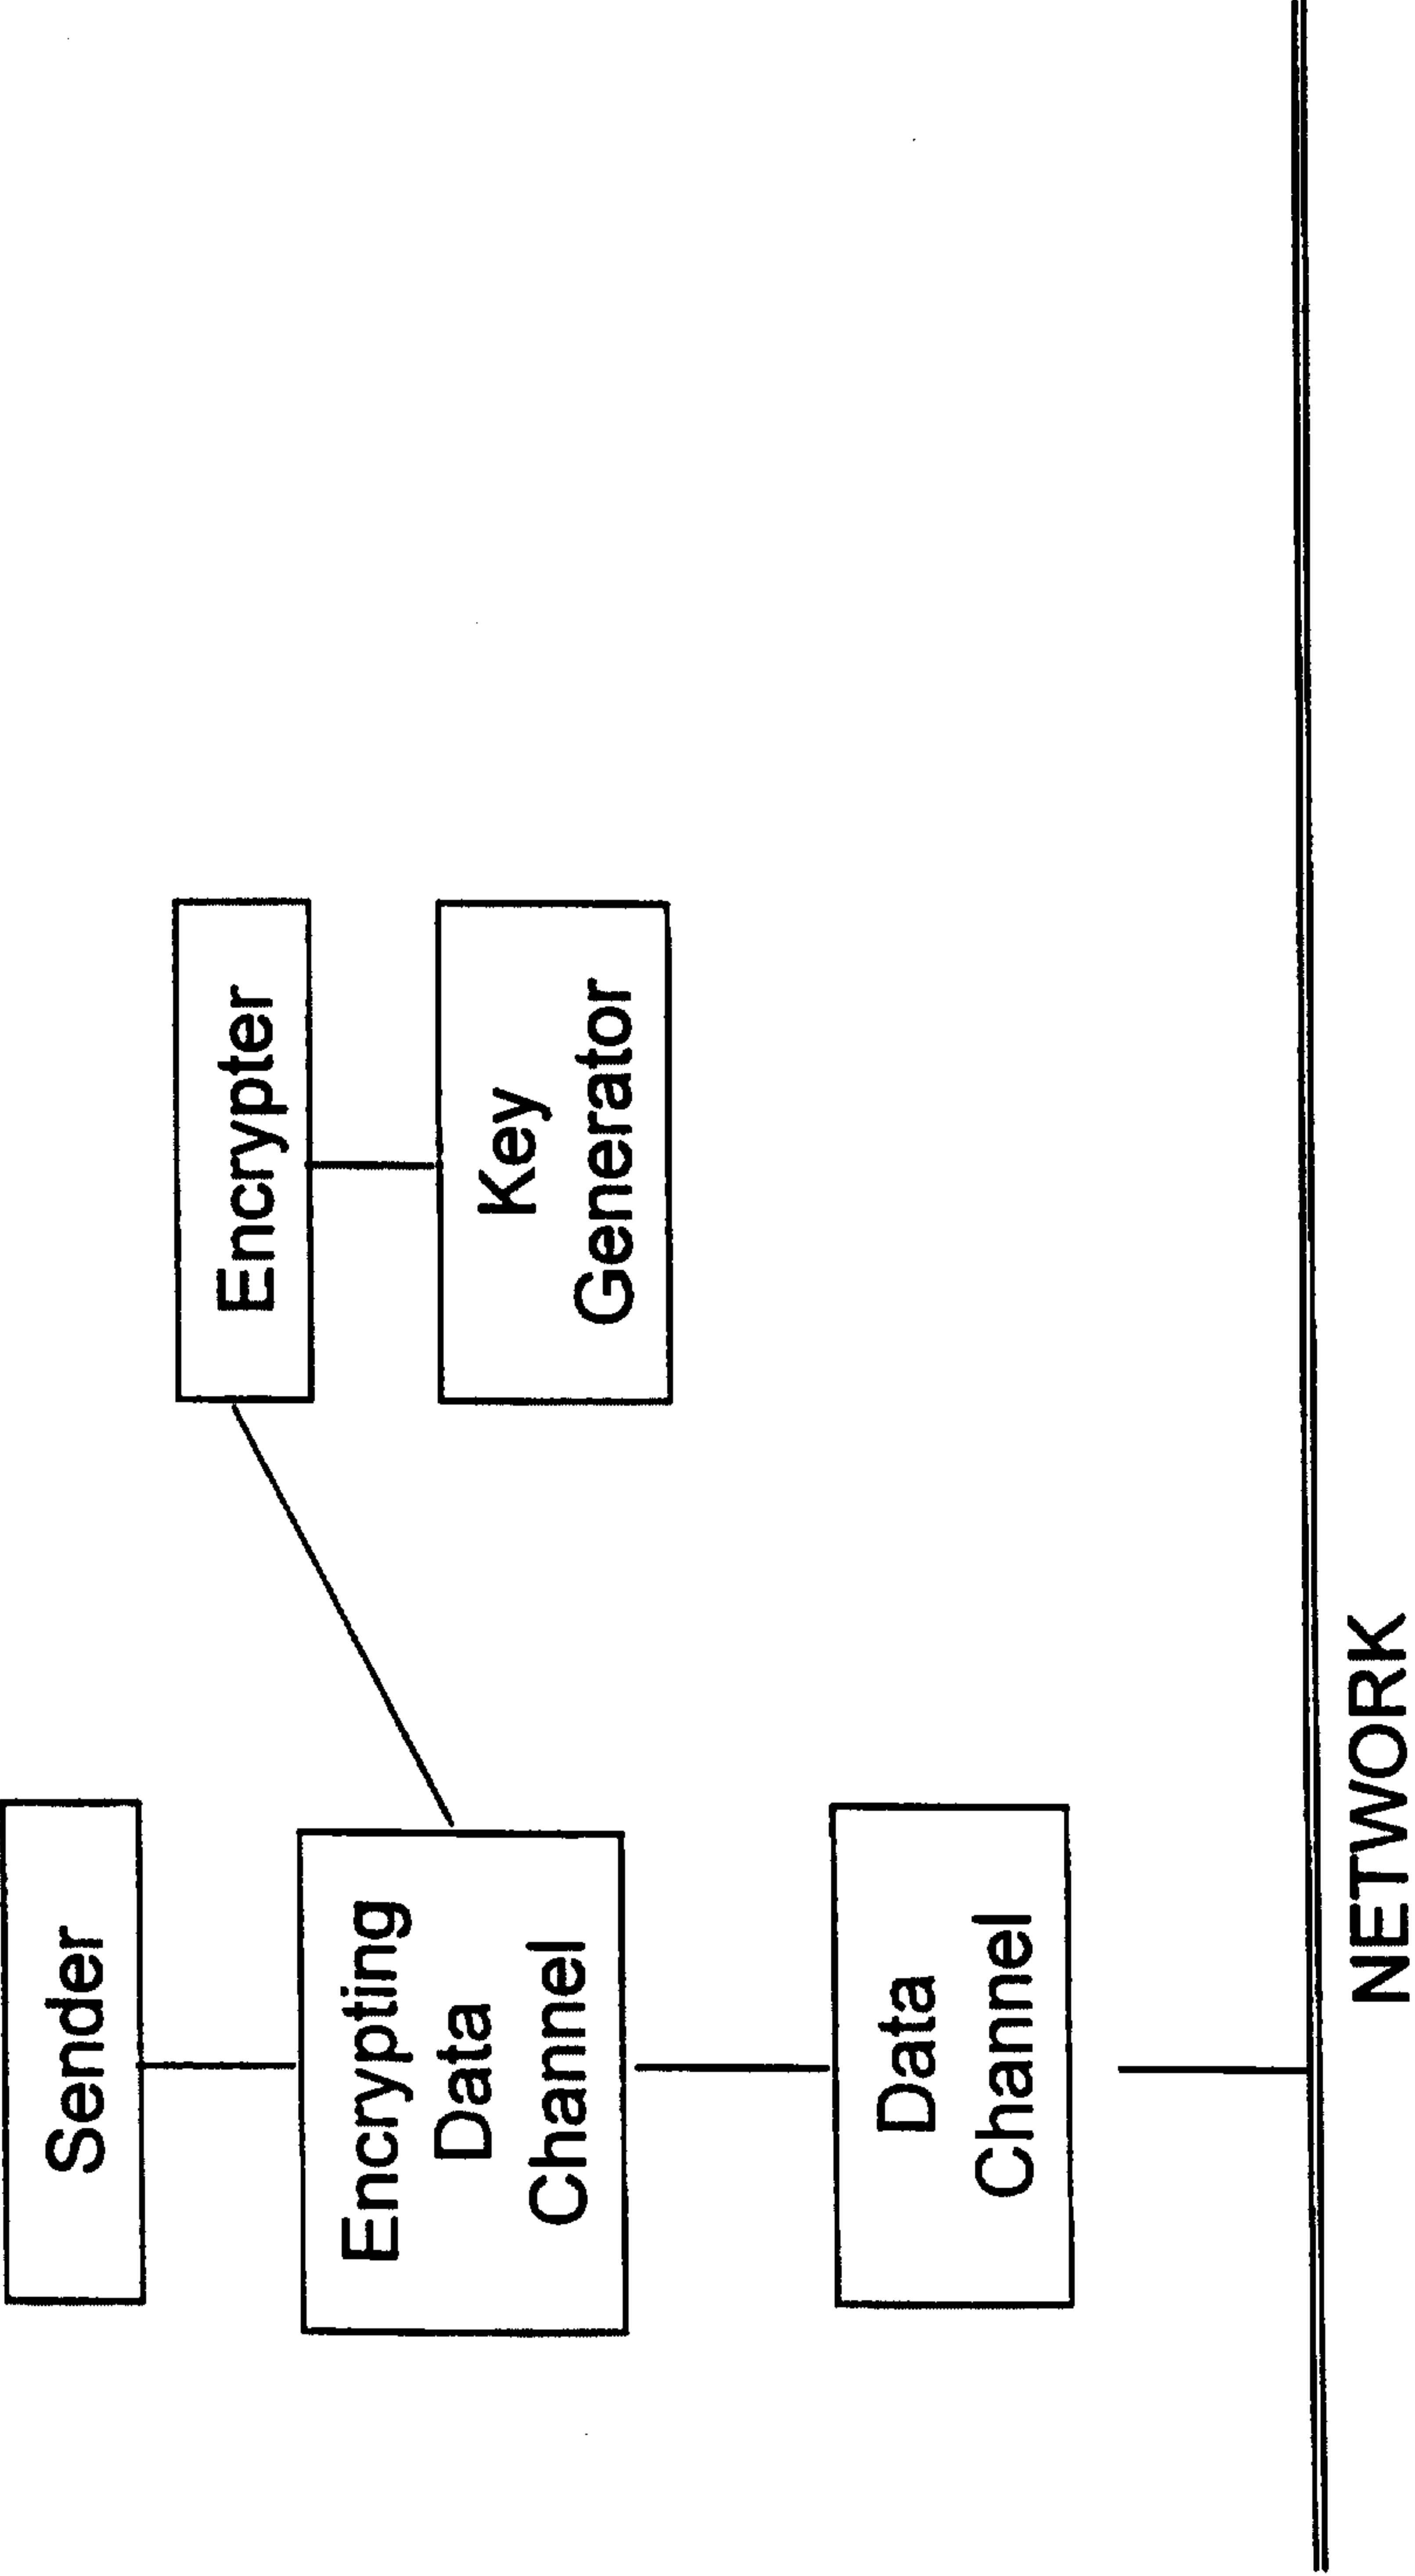 Sender
Encrypting
Data
Channel
Data
Channel
Encrypter
Key
Generator
NETWORK